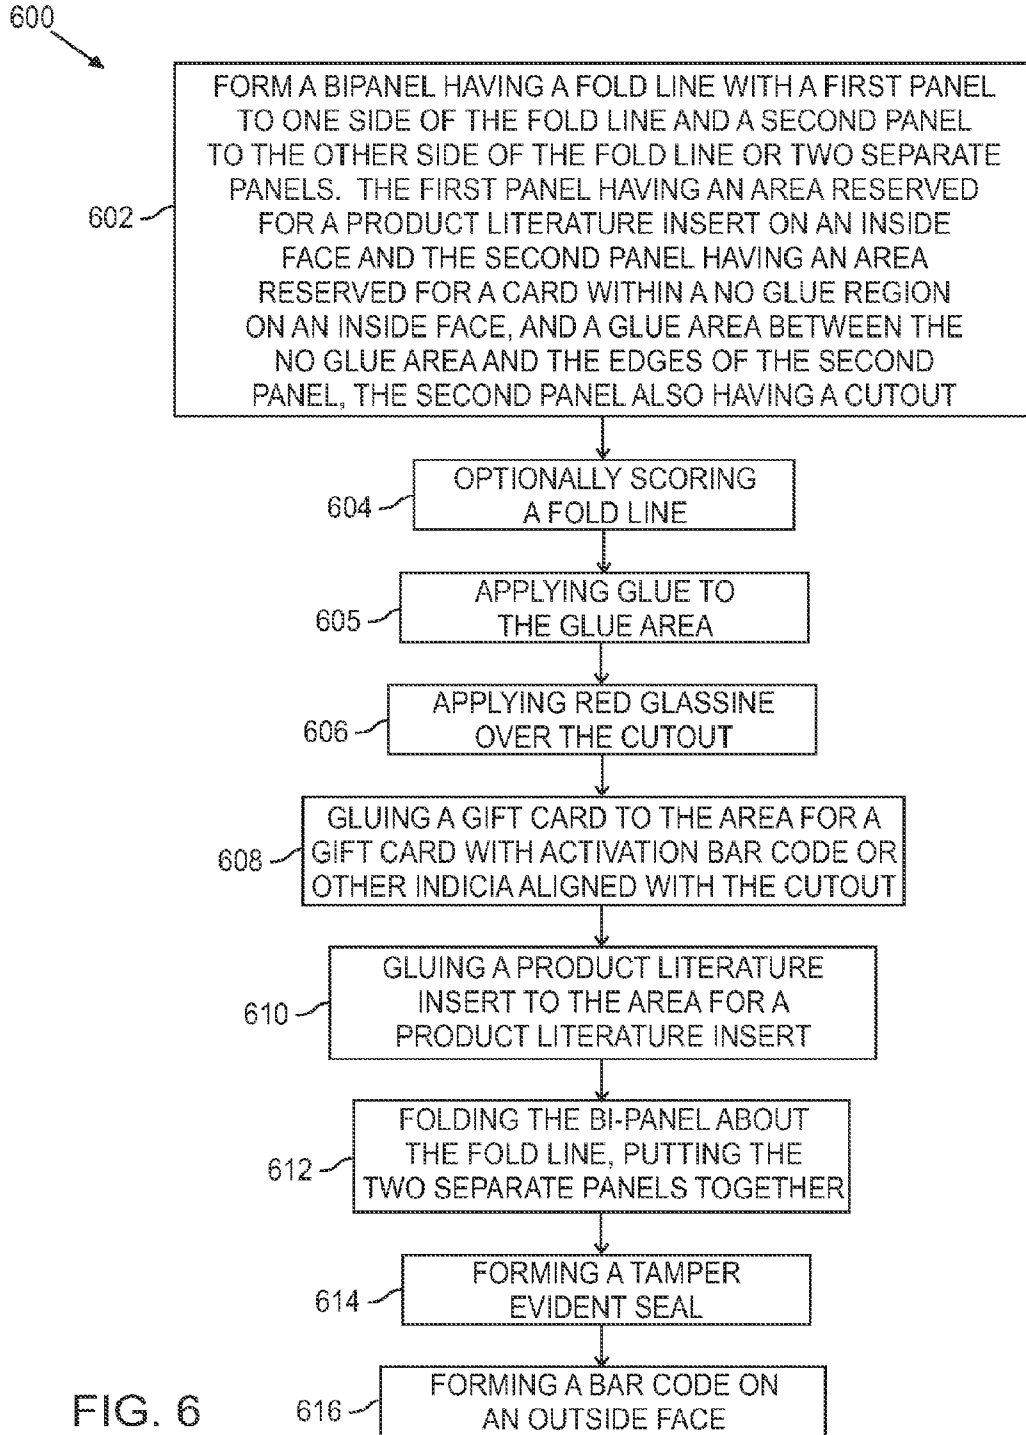 600
FORM A BIPANEL HAVING A FOLD LINE WITH A FIRST PANEL
TO ONE SIDE OF THE FOLD LINE AND A SECOND PANEL
TO THE OTHER SIDE OF THE FOLD LINE OR TWO SEPARATE
PANELS. THE FIRST PANEL HAVING AN AREA RESERVED
FOR A PRODUCT LITERATURE INSERT ON AN INSIDE
FACE AND THE SECOND PANEL HAVING AN AREA
RESERVED FOR A CARD WITHIN A NO GLUE REGION
ON AN INSIDE FACE, AND A GLUE AREA BETWEEN THE
NO GLUE AREA AND THE EDGES OF THE SECOND
PANEL, THE SECOND PANEL ALSO HAVING A CUTOUT
602
OPTIONALLY SCORING
A FOLD LINE
604
APPLYING GLUE TO
THE GLUE AREA
605
APPLYING RED GLASSINE
OVER THE CUTOUT
606
GLUING A GIFT CARD TO THE AREA FOR A
GIFT CARD WITH ACTIVATION BAR CODE OR
OTHER INDICIA ALIGNED WITH THE CUTOUT
608
GLUING A PRODUCT LITERATURE
INSERT TO THE AREA FOR A
PRODUCT LITERATURE INSERT
610
FOLDING THE BI-PANEL ABOUT
THE FOLD LINE, PUTTING THE
TWO SEPARATE PANELS TOGETHER
612
FORMING A TAMPER
EVIDENT SEAL
614
FORMING A BAR CODE ON
AN OUTSIDE FACE
616
FIG. 6